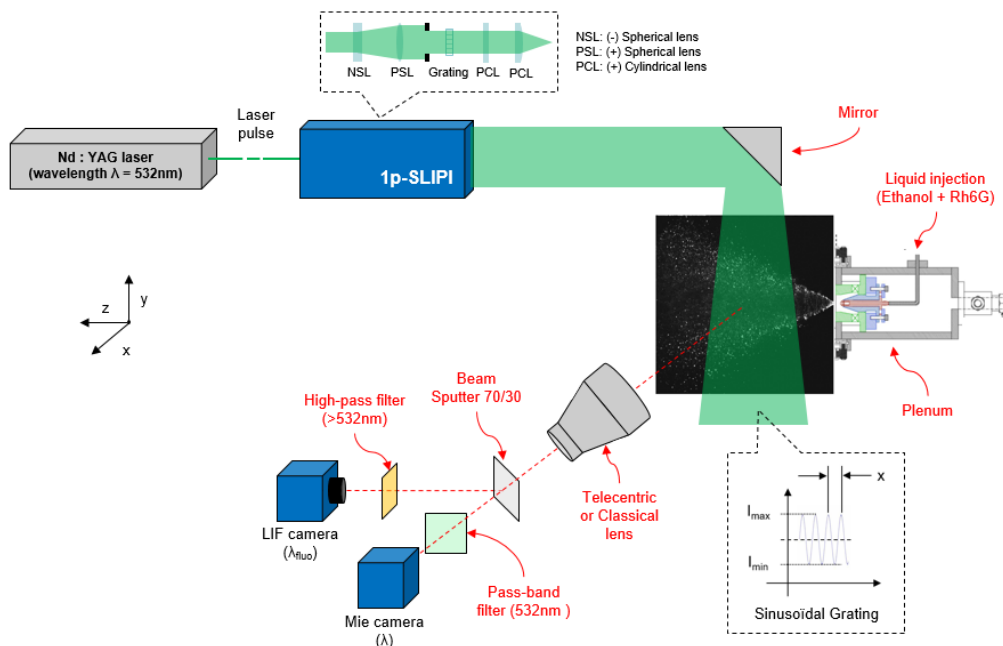 NSL: (-) Spherical lens
PSL: (+) Spherical lens
PCL: (+) Cylindrical lens
NSL PSL Grating PCL PCL
Laser
pulse
Mirror
Nd : YAG laser
(wavelength λ = 532nm)
1p-SLIPI
Liquid injection
(Ethanol + Rh6G)
y
z
x
Beam
Sputter 70/30
High-pass filter
(>532nm)
Plenum
Telecentric
or Classical
lens
x
Imax
Imin
Sinusoïdal Grating
LIF camera
(λfluo)
Pass-band
filter (532nm )
Mie camera
(λ)